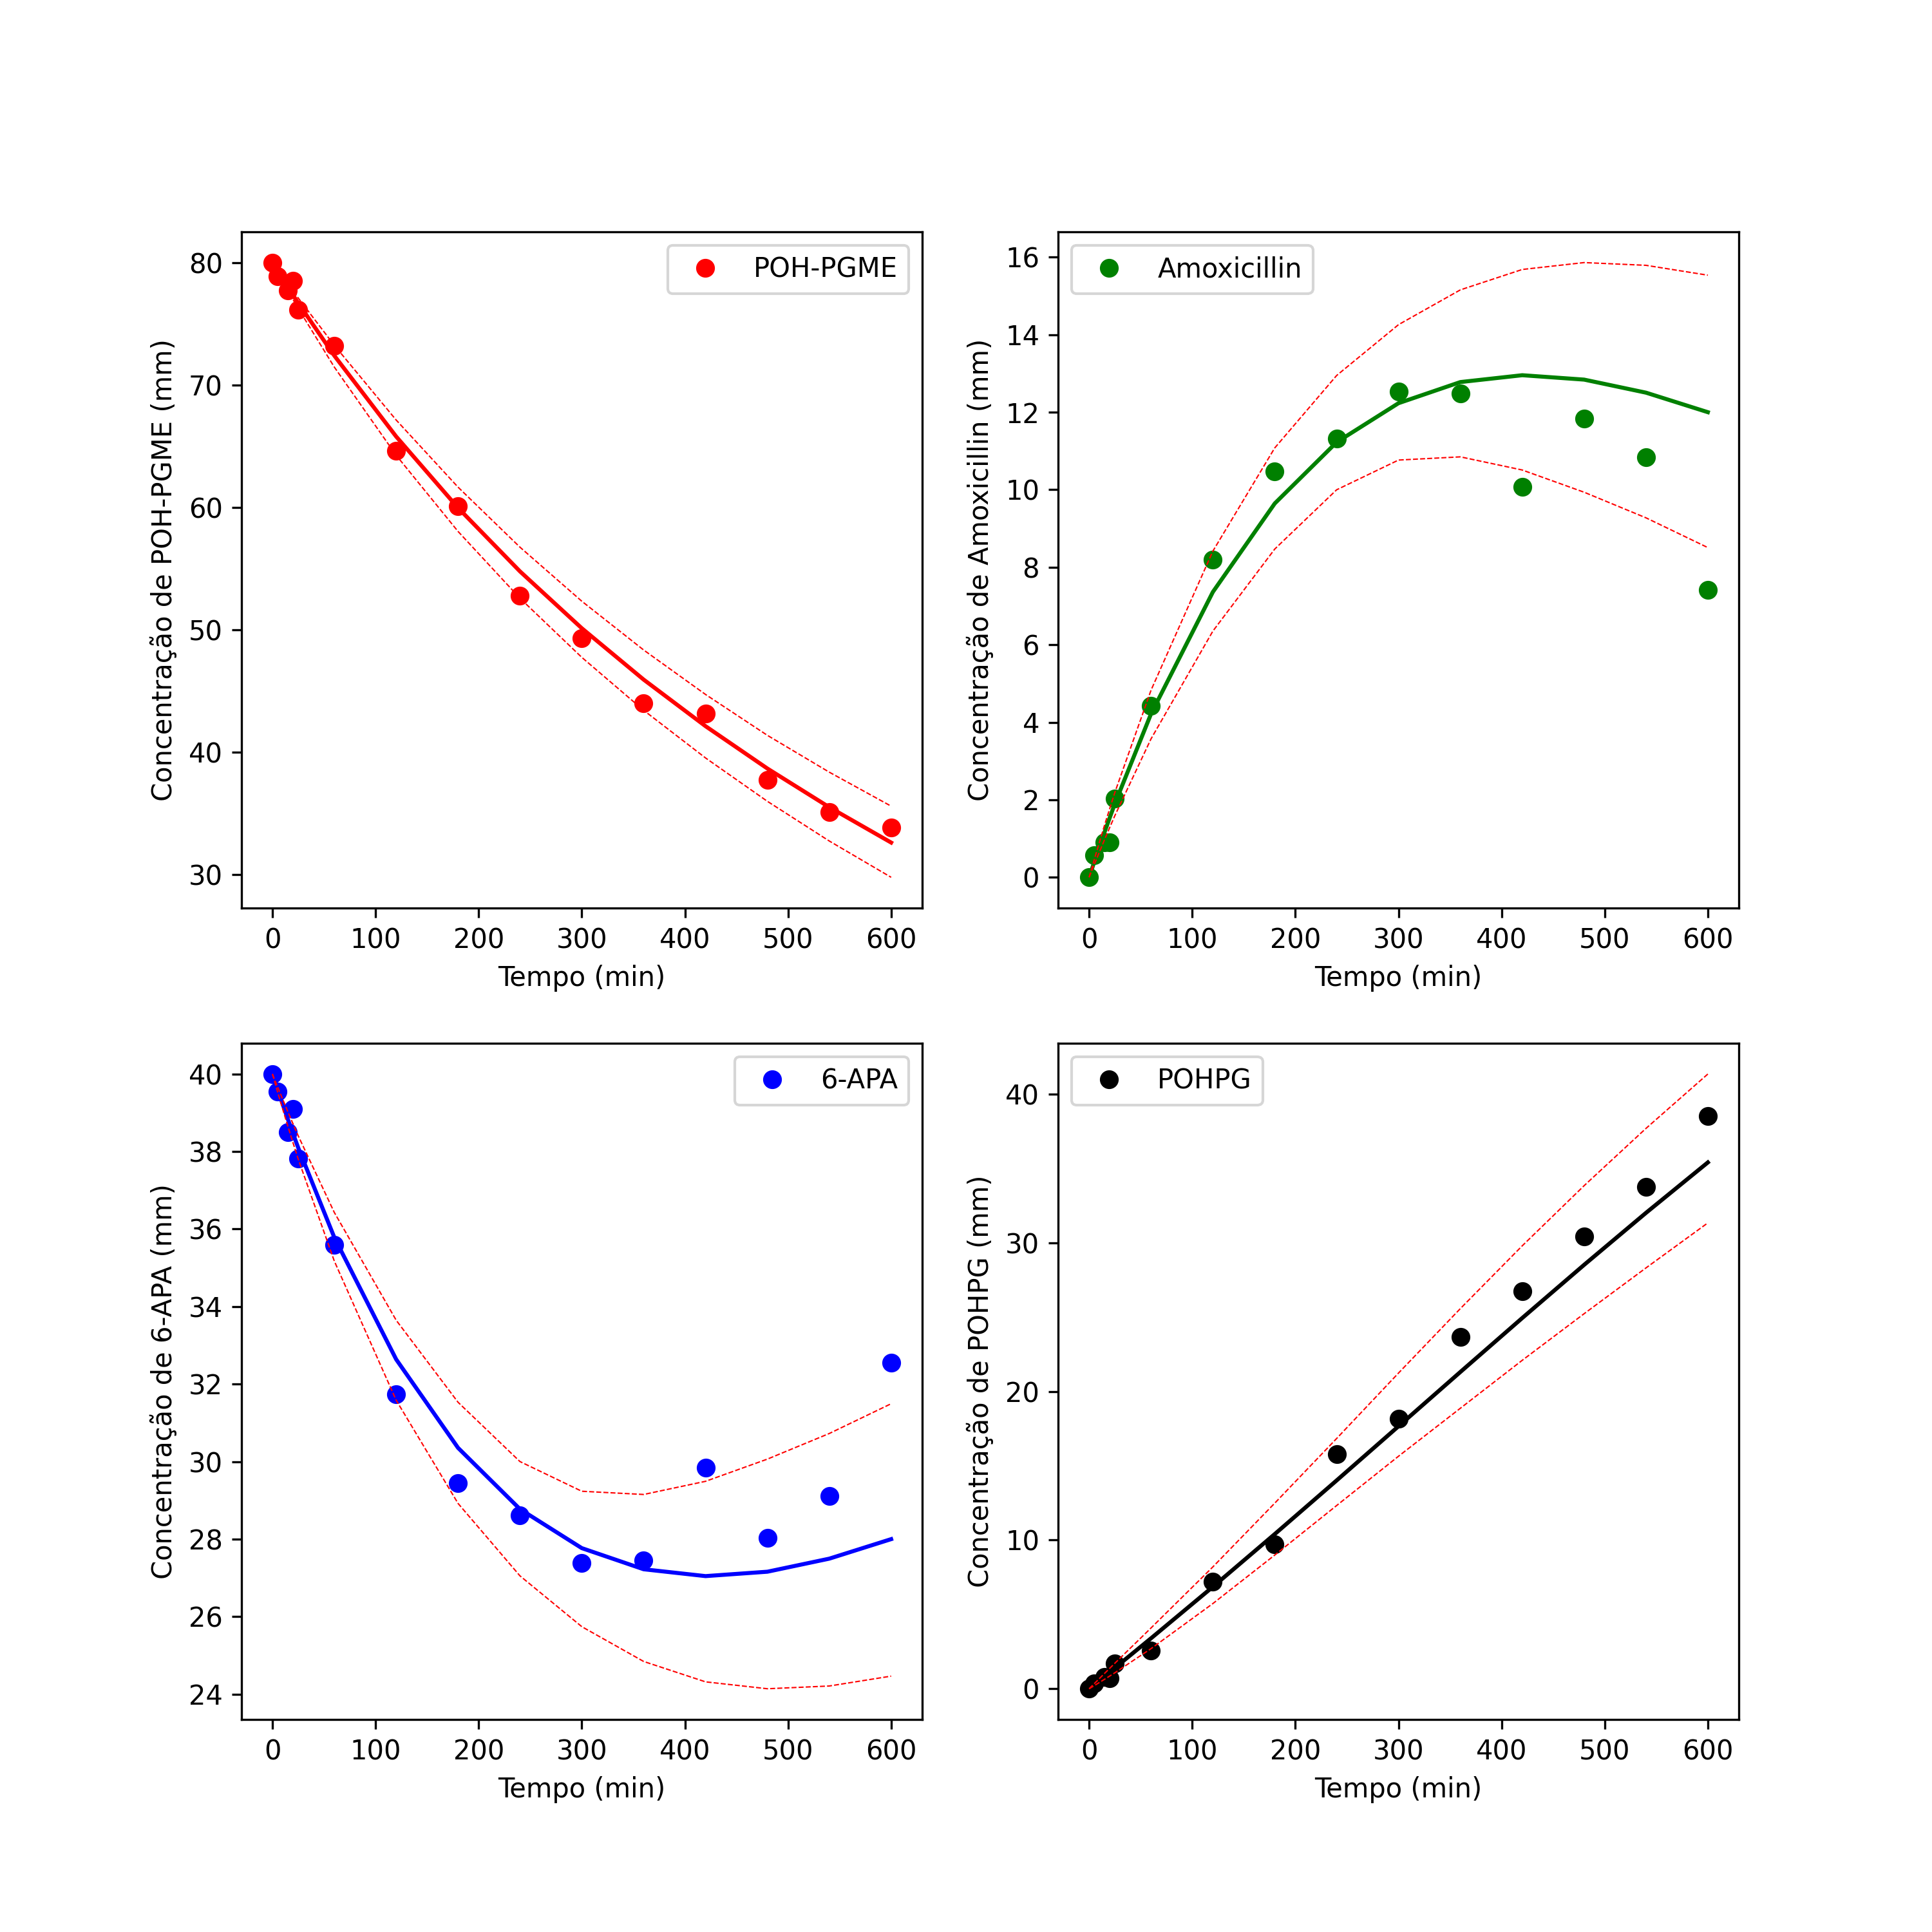 POH-PGME
Concentração de POH-PGME (mm)
80
70
60
50
40
30
0 100 200 300 400 500 600
Tempo (min)
Amoxicillin
Concentração de Amoxicillin (mm)
16
14
12
10
8
6
4
2
0
0 100 200 300 400 500 600
Tempo (min)
6-APA
Concentração de 6-APA (mm)
40
38
36
34
32
30
28
26
24
0 100 200 300 400 500 600
Tempo (min)
POHPG
Concentração de POHPG (mm)
40
30
20
10
0
0 100 200 300 400 500 600
Tempo (min)